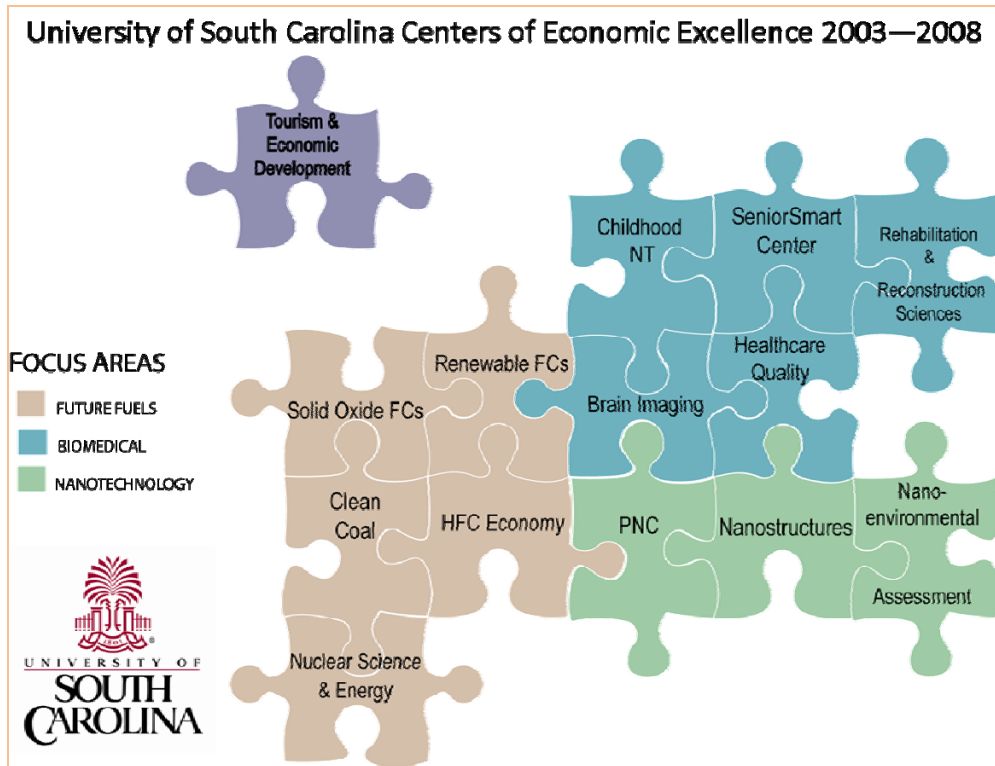 University of South Carolina Centers of Economic Excellence 2003—2008
Tourism &
Economic
Development
Childhood
NT
SeniorSmart
Center
Rehabilitation
&
Reconstruction
Sciences
Renewable FCs
Healthcare
Quality
FOCUS AREAS
FUTURE FUELS
BIOMEDICAL
NANOTECHNOLOGY
Solid Oxide FCs
Brain Imaging
Clean
Coal
HFC Economy
PNC
Nanostructures
Nano-
environmental
Assessment
Nuclear Science
& Energy
1801
®
UNIVERSITY OF
SOUTH
CAROLINA